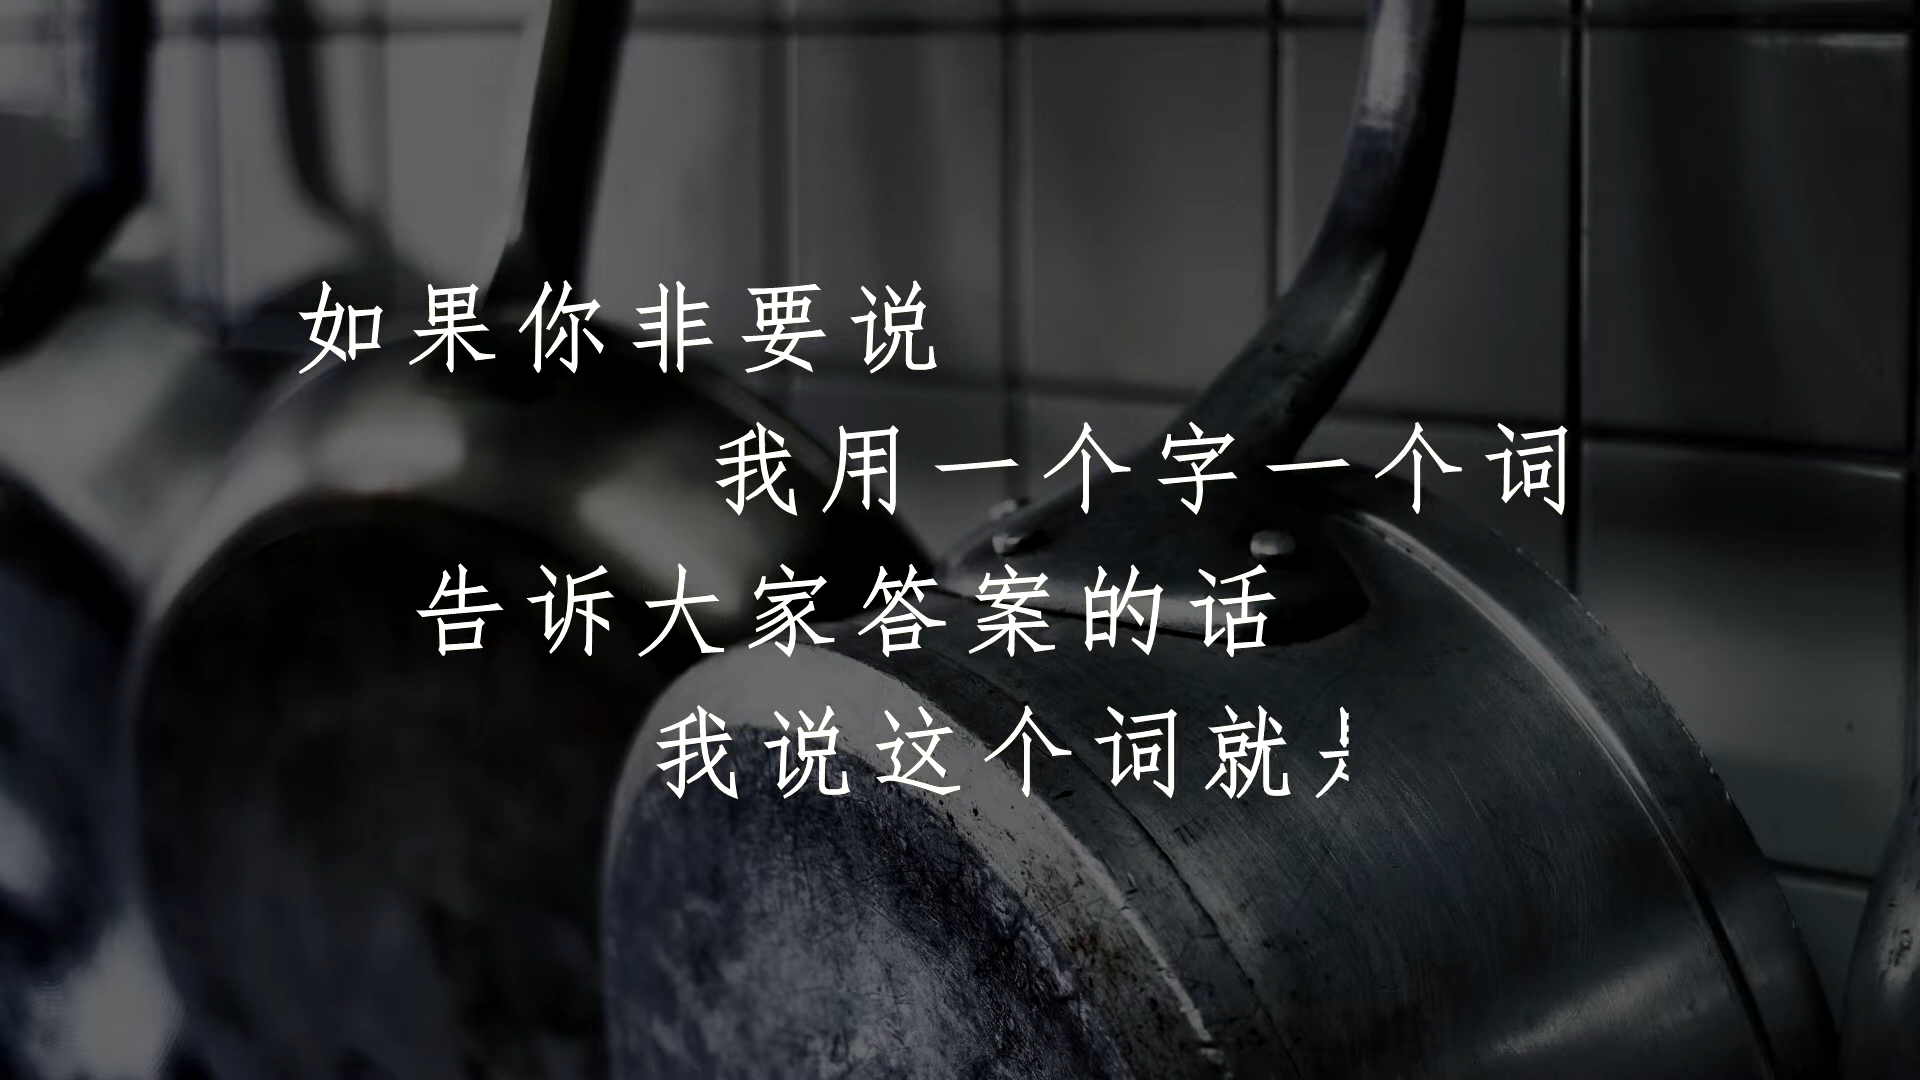 如果你非要说
我用一个字一个词
告诉大家答案的话
我说这个词就